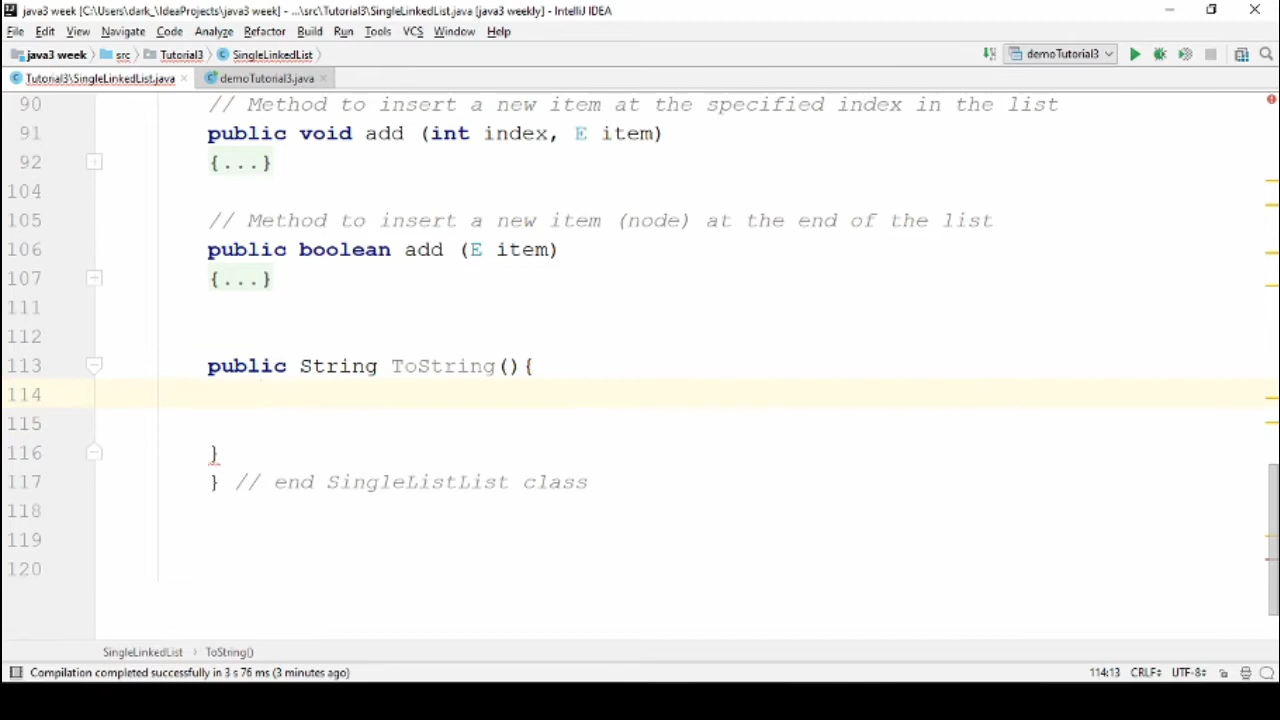 java3 week [C:\Users\dark_\IdeaProjects\java3 week] - ...\src\Tutorial3\SingleLinkedList.java [java3 weekly] - IntelliJ IDEA
File Edit View Navigate Code Analyze Refactor Build Run Tools VCS Window Help
java3 week src Tutorial3 SingleLinkedList demoTutorial3
Tutorial3\SingleLinkedList.java demoTutorial3.java
90 // Method to insert a new item at the specified index in the list
91 public void add (int index, E item)
92 {...}
104
105 // Method to insert a new item (node) at the end of the list
106 public boolean add (E item)
107 {...}
111
112
113 public String ToString(){
114
115
116 }
117 } // end SingleListList class
118
119
120
SingleLinkedList ToString()
Compilation completed successfully in 3 s 76 ms (3 minutes ago) 114:13 CRLF UTF-8